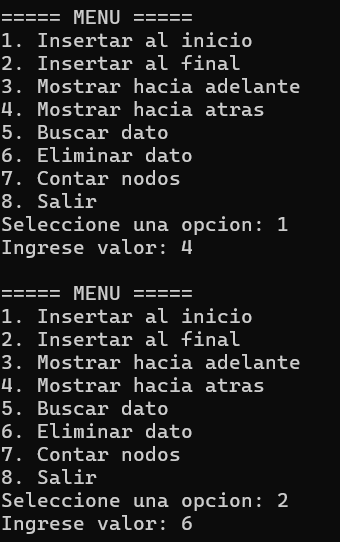 ===== MENU =====
1. Insertar al inicio
2. Insertar al final
3. Mostrar hacia adelante
4. Mostrar hacia atras
5. Buscar dato
6. Eliminar dato
7. Contar nodos
8. Salir
Seleccione una opcion: 1
Ingrese valor: 4

===== MENU =====
1. Insertar al inicio
2. Insertar al final
3. Mostrar hacia adelante
4. Mostrar hacia atras
5. Buscar dato
6. Eliminar dato
7. Contar nodos
8. Salir
Seleccione una opcion: 2
Ingrese valor: 6